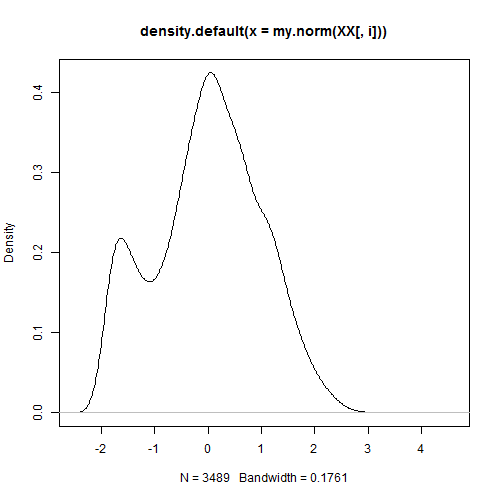 density.default(x = my.norm(XX[, i]))
Density
0.0 0.1 0.2 0.3 0.4
-2 -1 0 1 2 3 4
N = 3489 Bandwidth = 0.1761